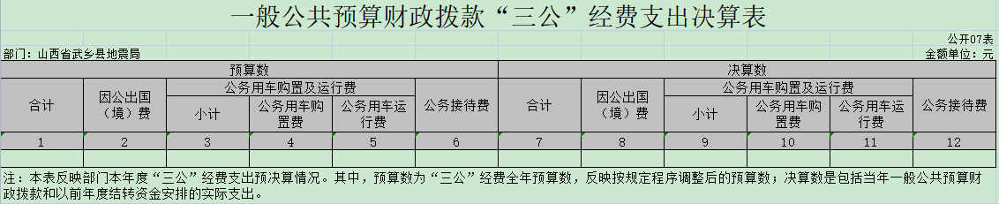 一般公共预算财政拨款“三公”经费支出决算表
公开07表
部门：山西省武乡县地震局
金额单位：元
预算数
决算数
合计
因公出国
（境）费
公务用车购置及运行费
公务接待费
合计
因公出国
（境）费
公务用车购置及运行费
公务接待费
小计
公务用车购
置费
公务用车运
行费
小计
公务用车购
置费
公务用车运
行费
1 2 3 4 5 6 7 8 9 10 11 12
注：本表反映部门本年度“三公”经费支出预决算情况。其中，预算数为“三公”经费全年预算数，反映按规定程序调整后的预算数；决算数是包括当年一般公共预算财
政拨款和以前年度结转资金安排的实际支出。